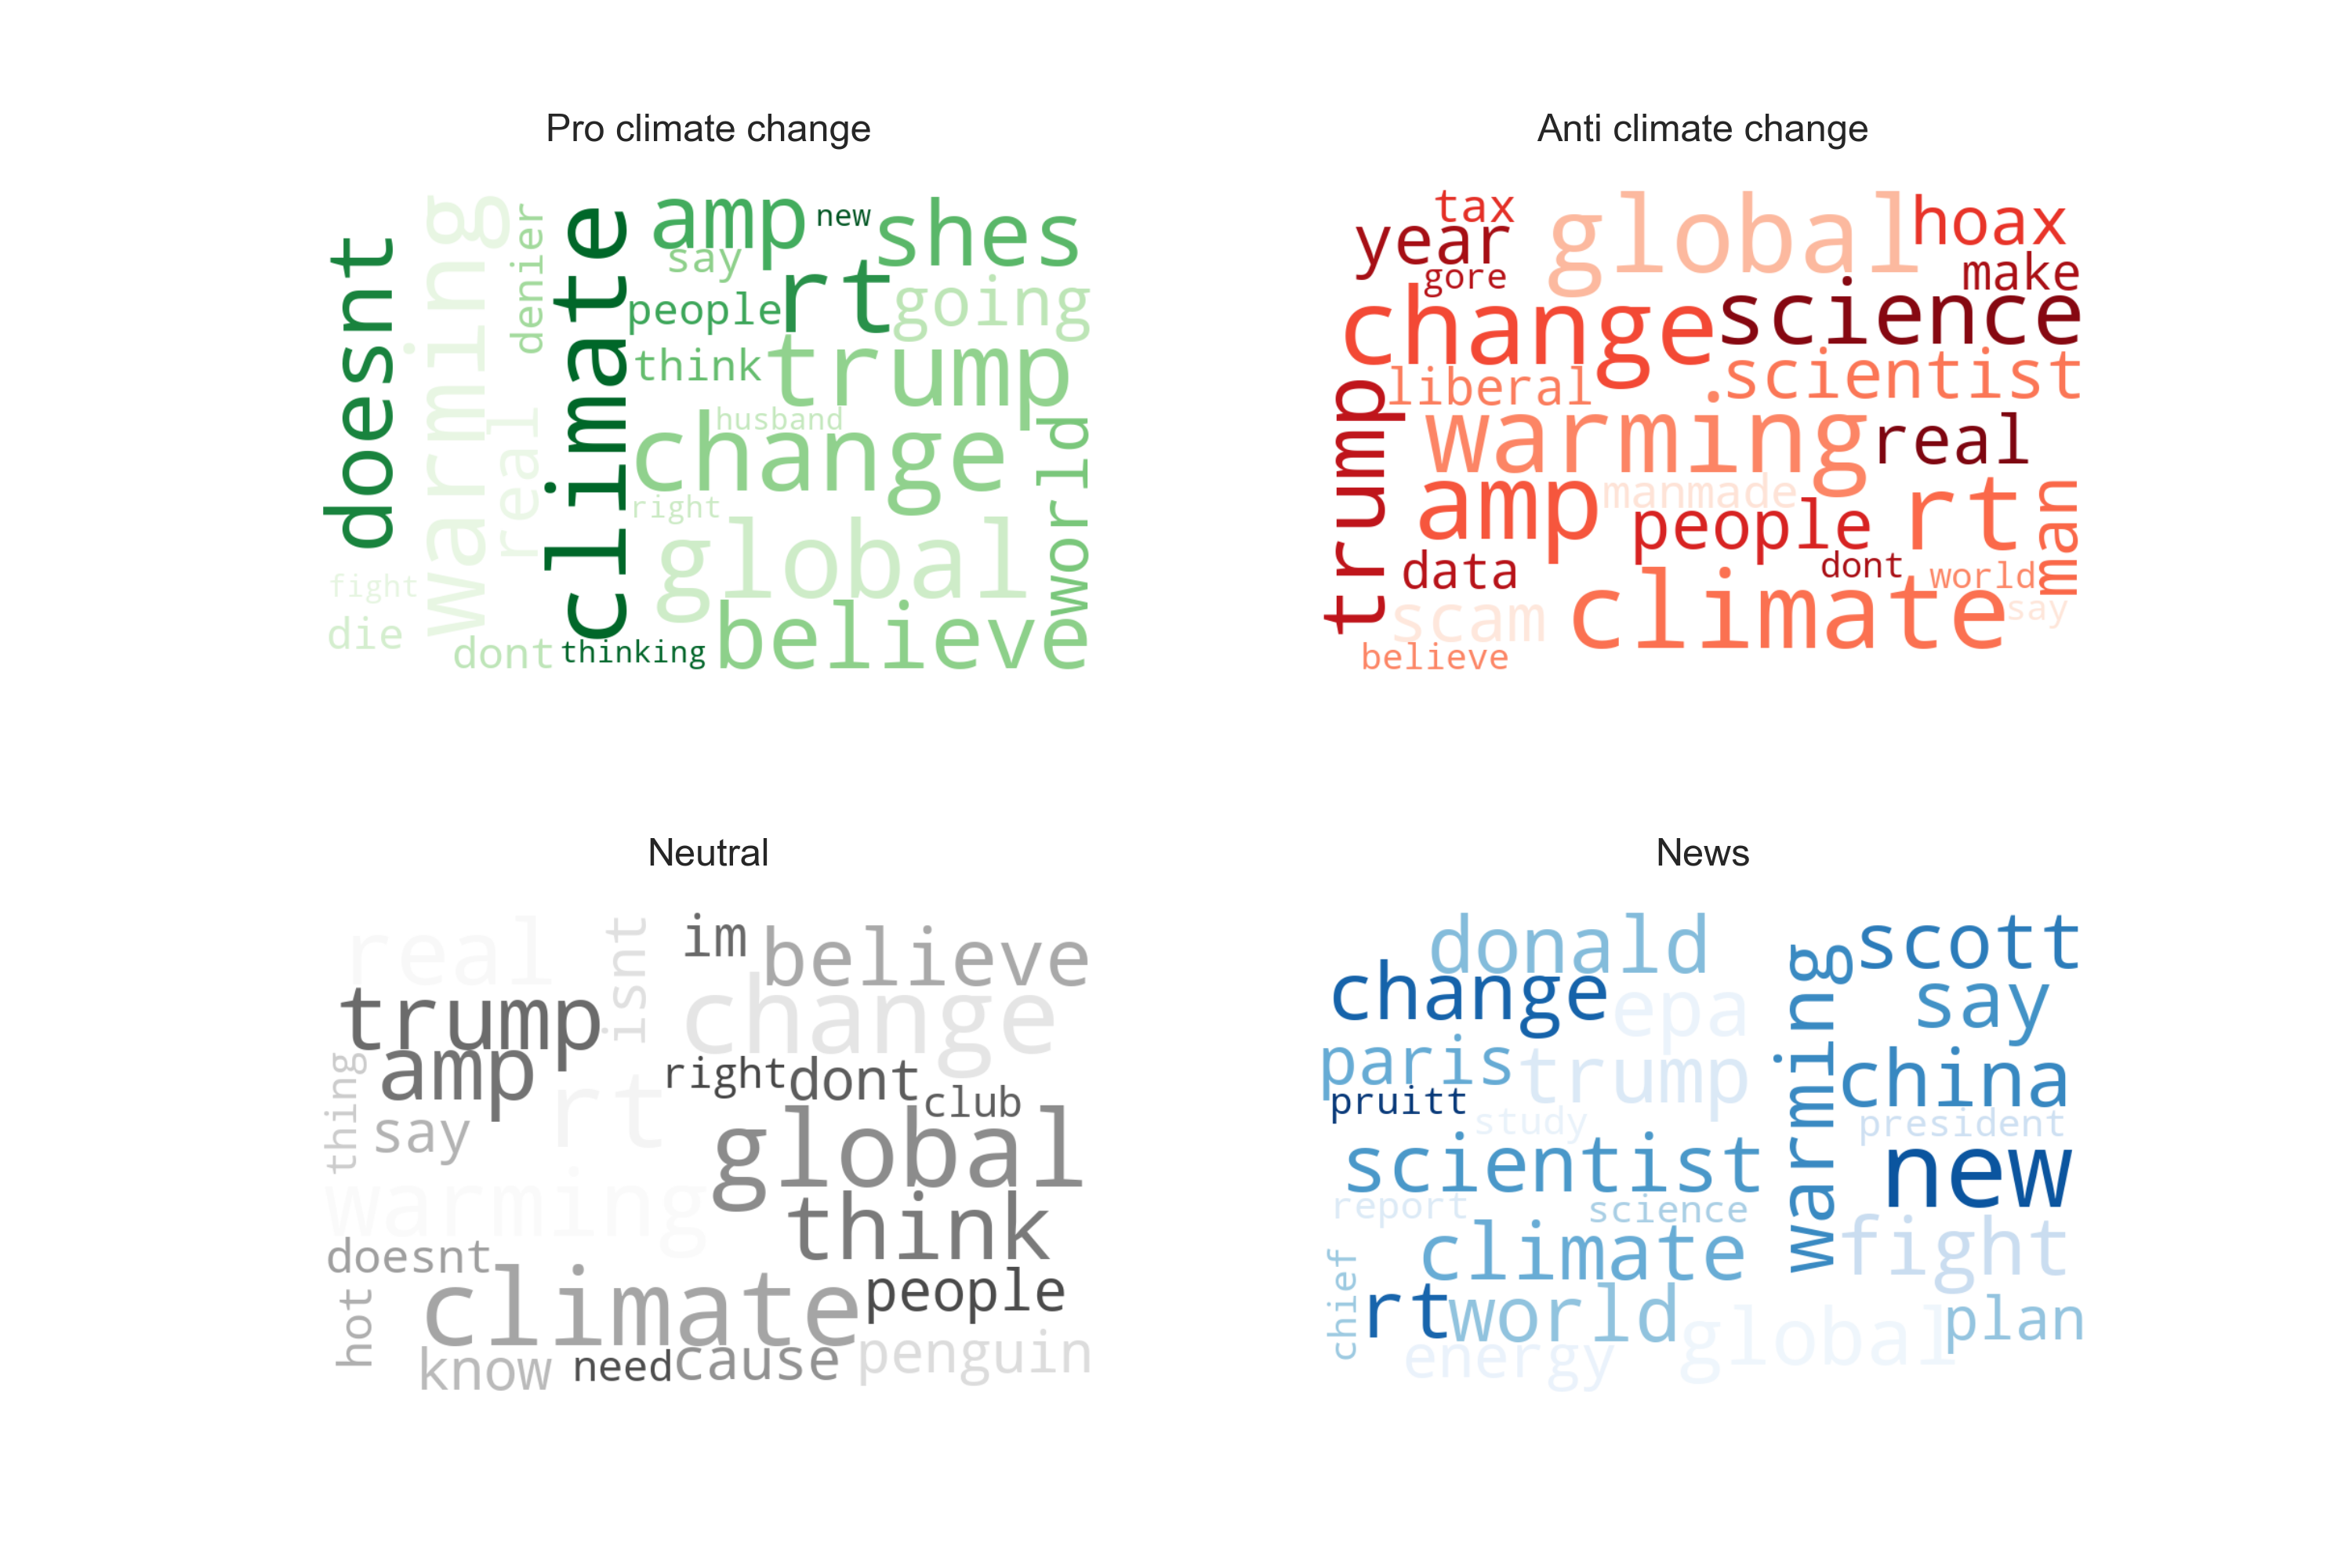 Pro climate change
doesnt
warming
denier
real
climate
amp
new
shes
say
rt
going
people
think
trump
husband
change
world
right
global
fight
die
dont
thinking
believe
Anti climate change
tax
global
hoax
year
gore
make
change
science
liberal
scientist
trump
warming
real
amp
manmade
people
rt
man
data
dont
world
scam
climate
say
believe
Neutral
real
isnt
im
believe
trump
change
amp
thing
right
dont
club
say
rt
global
warming
think
doesnt
climate
people
hot
know
need
cause
penguin
News
donald
scott
change
epa
warming
say
paris
trump
china
pruitt
study
president
scientist
new
report
science
climate
fight
chief
rt
world
global
plan
energy